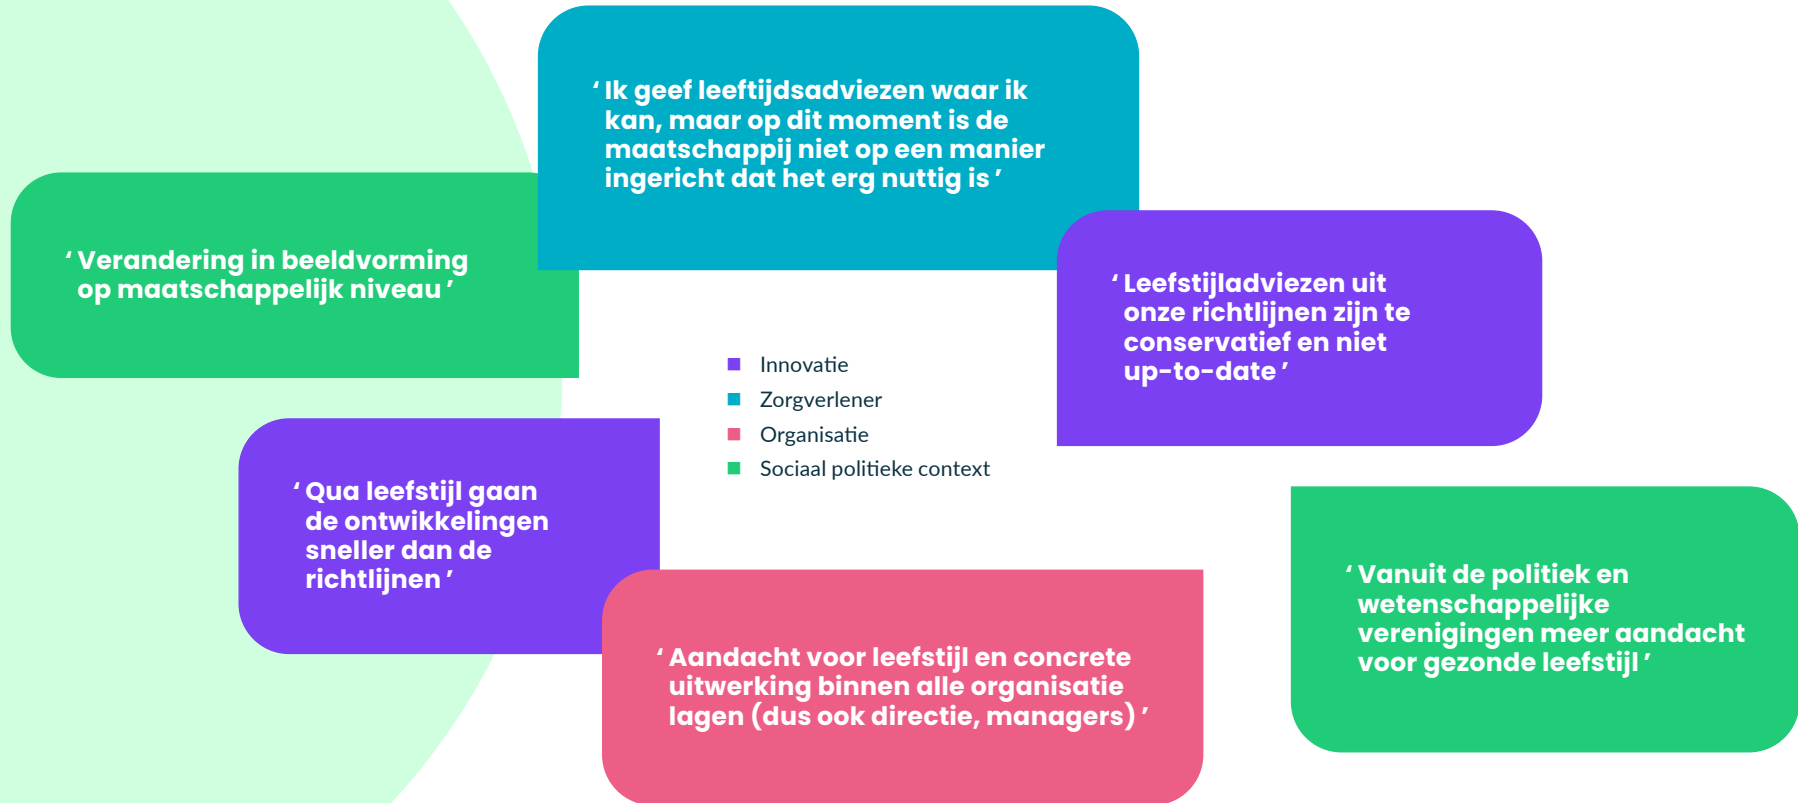 ‘ Ik geef leeftijdsadviezen waar ik
kan, maar op dit moment is de
maatschappij niet op een manier
ingericht dat het erg nuttig is ’
‘ Verandering in beeldvorming
op maatschappelijk niveau ’
‘ Leefstijladviezen uit
onze richtlijnen zijn te
conservatief en niet
up-to-date ’
Innovatie
Zorgverlener
Organisatie
Sociaal politieke context
‘ Qua leefstijl gaan
de ontwikkelingen
sneller dan de
richtlijnen ’
‘ Vanuit de politiek en
wetenschappelijke
verenigingen meer aandacht
voor gezonde leefstijl ’
‘ Aandacht voor leefstijl en concrete
uitwerking binnen alle organisatie
lagen (dus ook directie, managers) ’